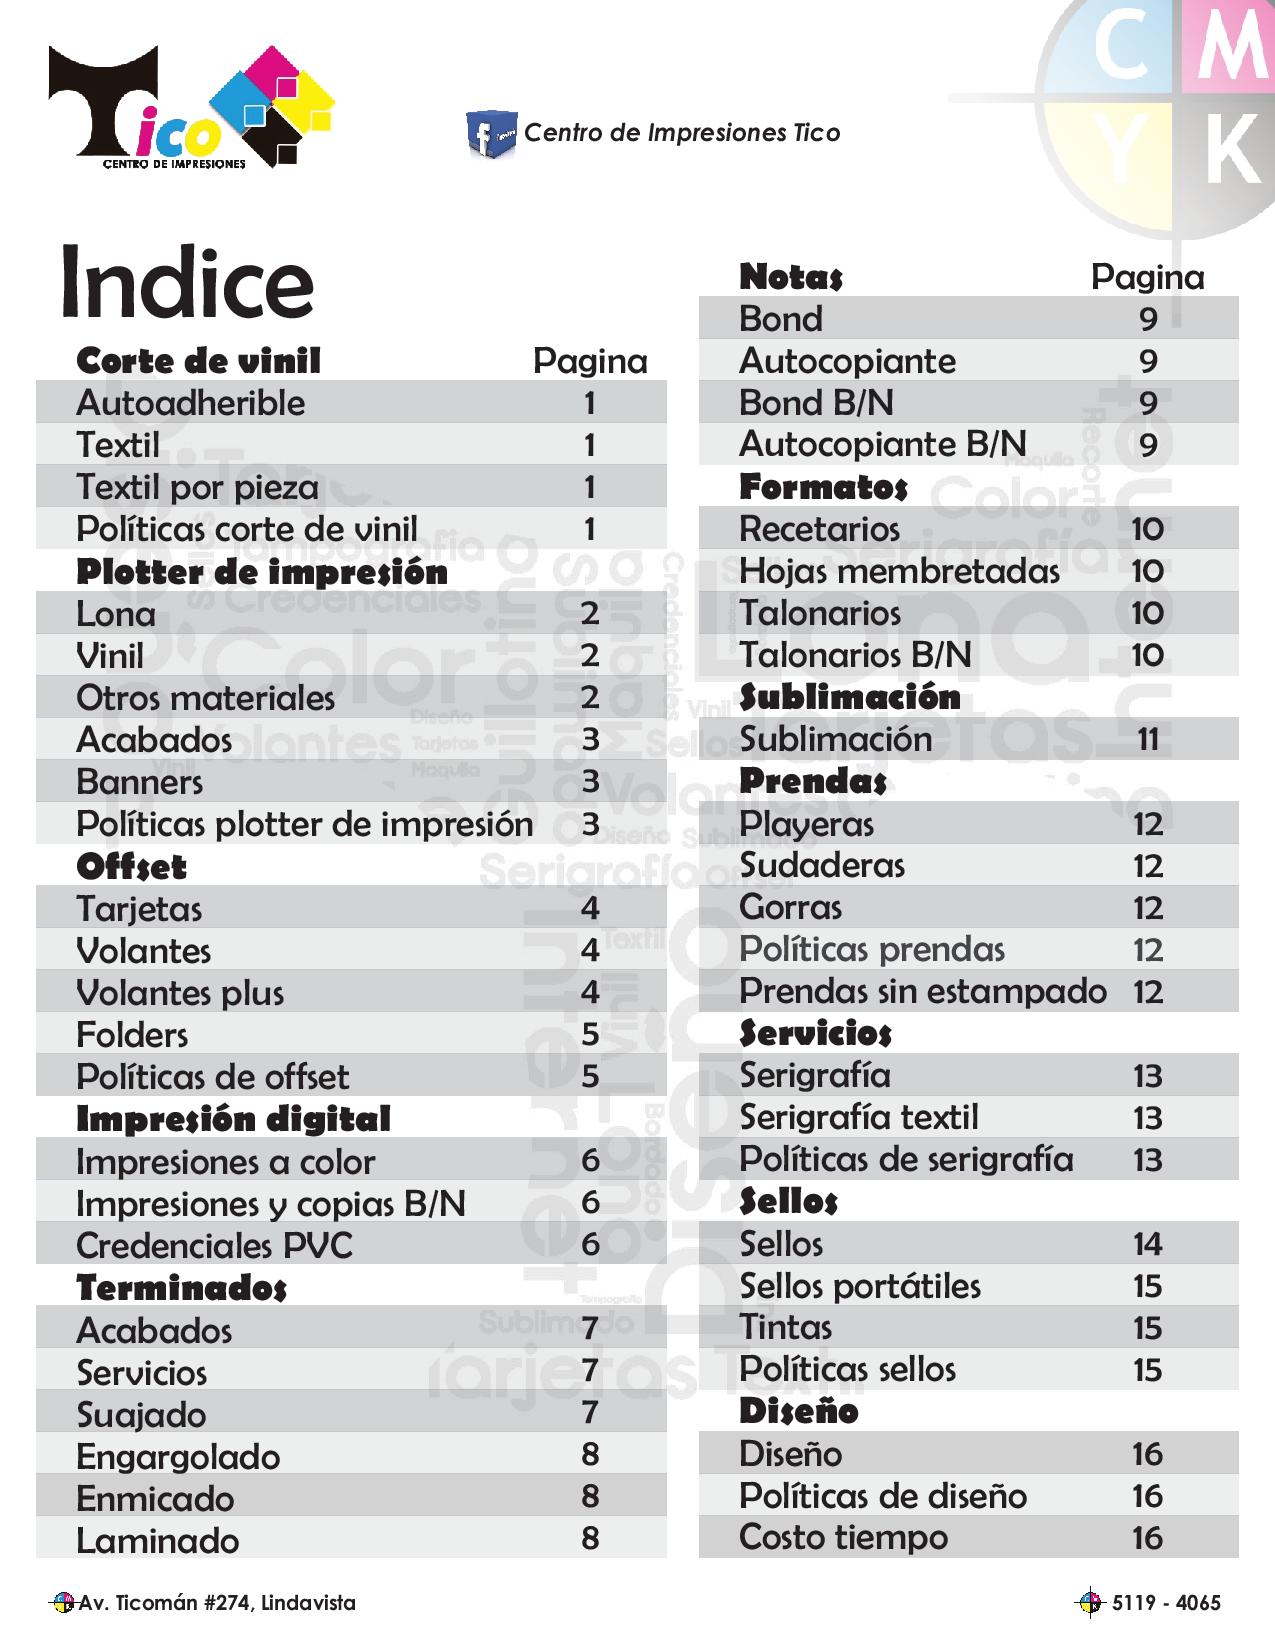 Tico
CENTRO DE IMPRESIONES
Centro de Impresiones Tico
C M
Y K
Indice
Corte de vinil Pagina
Autoadherible 1
Textil 1
Textil por pieza 1
Políticas corte de vinil 1
Plotter de impresión
Lona 2
Vinil 2
Otros materiales 2
Acabados 3
Banners 3
Políticas plotter de impresión 3
Offset
Tarjetas 4
Volantes 4
Volantes plus 4
Folders 5
Políticas de offset 5
Impresión digital
Impresiones a color 6
Impresiones y copias B/N 6
Credenciales PVC 6
Terminados
Acabados 7
Servicios 7
Suajado 7
Engargolado 8
Enmicado 8
Laminado 8
Notas Pagina
Bond 9
Autocopiante 9
Bond B/N 9
Autocopiante B/N 9
Formatos
Recetarios 10
Hojas membretadas 10
Talonarios 10
Talonarios B/N 10
Sublimación
Sublimación 11
Prendas
Playeras 12
Sudaderas 12
Gorras 12
Políticas prendas 12
Prendas sin estampado 12
Servicios
Serigrafía 13
Serigrafía textil 13
Políticas de serigrafía 13
Sellos
Sellos 14
Sellos portátiles 15
Tintas 15
Políticas sellos 15
Diseño
Diseño 16
Políticas de diseño 16
Costo tiempo 16
Av. Ticomán #274, Lindavista
5119 - 4065